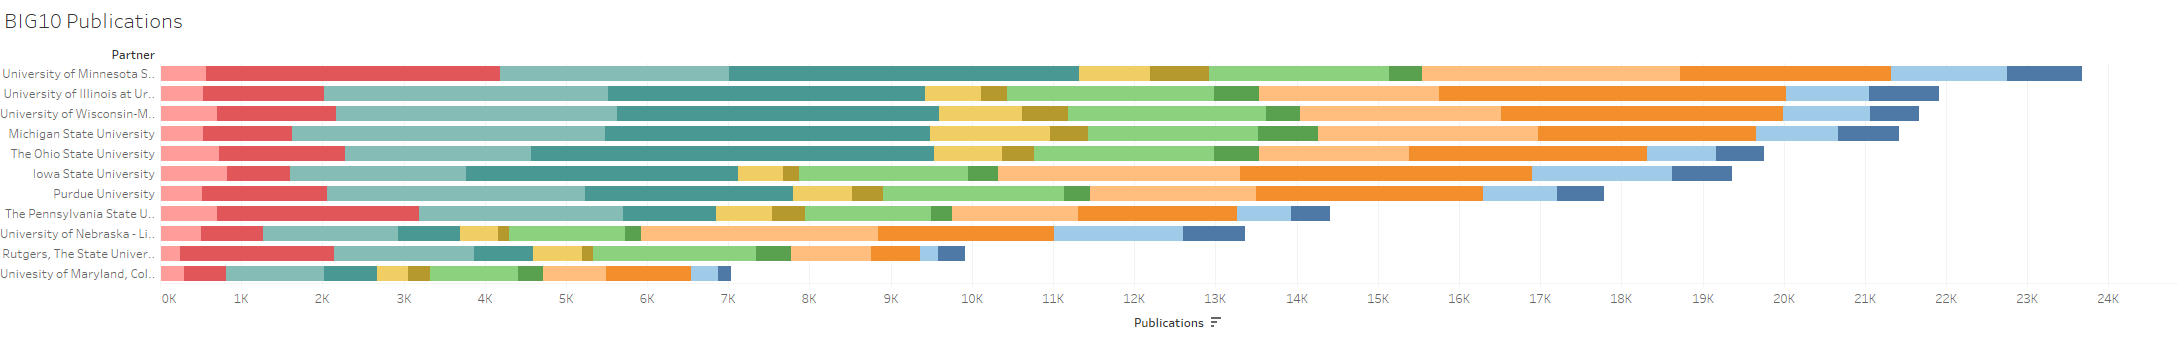 BIG10 Publications
Partner
University of Minnesota S..
University of Illinois at Ur..
University of Wisconsin-M..
Michigan State University
The Ohio State University
Iowa State University
Purdue University
The Pennsylvania State U..
University of Nebraska - Li..
Rutgers, The State Univer..
Univesity of Maryland, Col..
0K 1K 2K 3K 4K 5K 6K 7K 8K 9K 10K 11K 12K 13K 14K 15K 16K 17K 18K 19K 20K 21K 22K 23K 24K
Publications